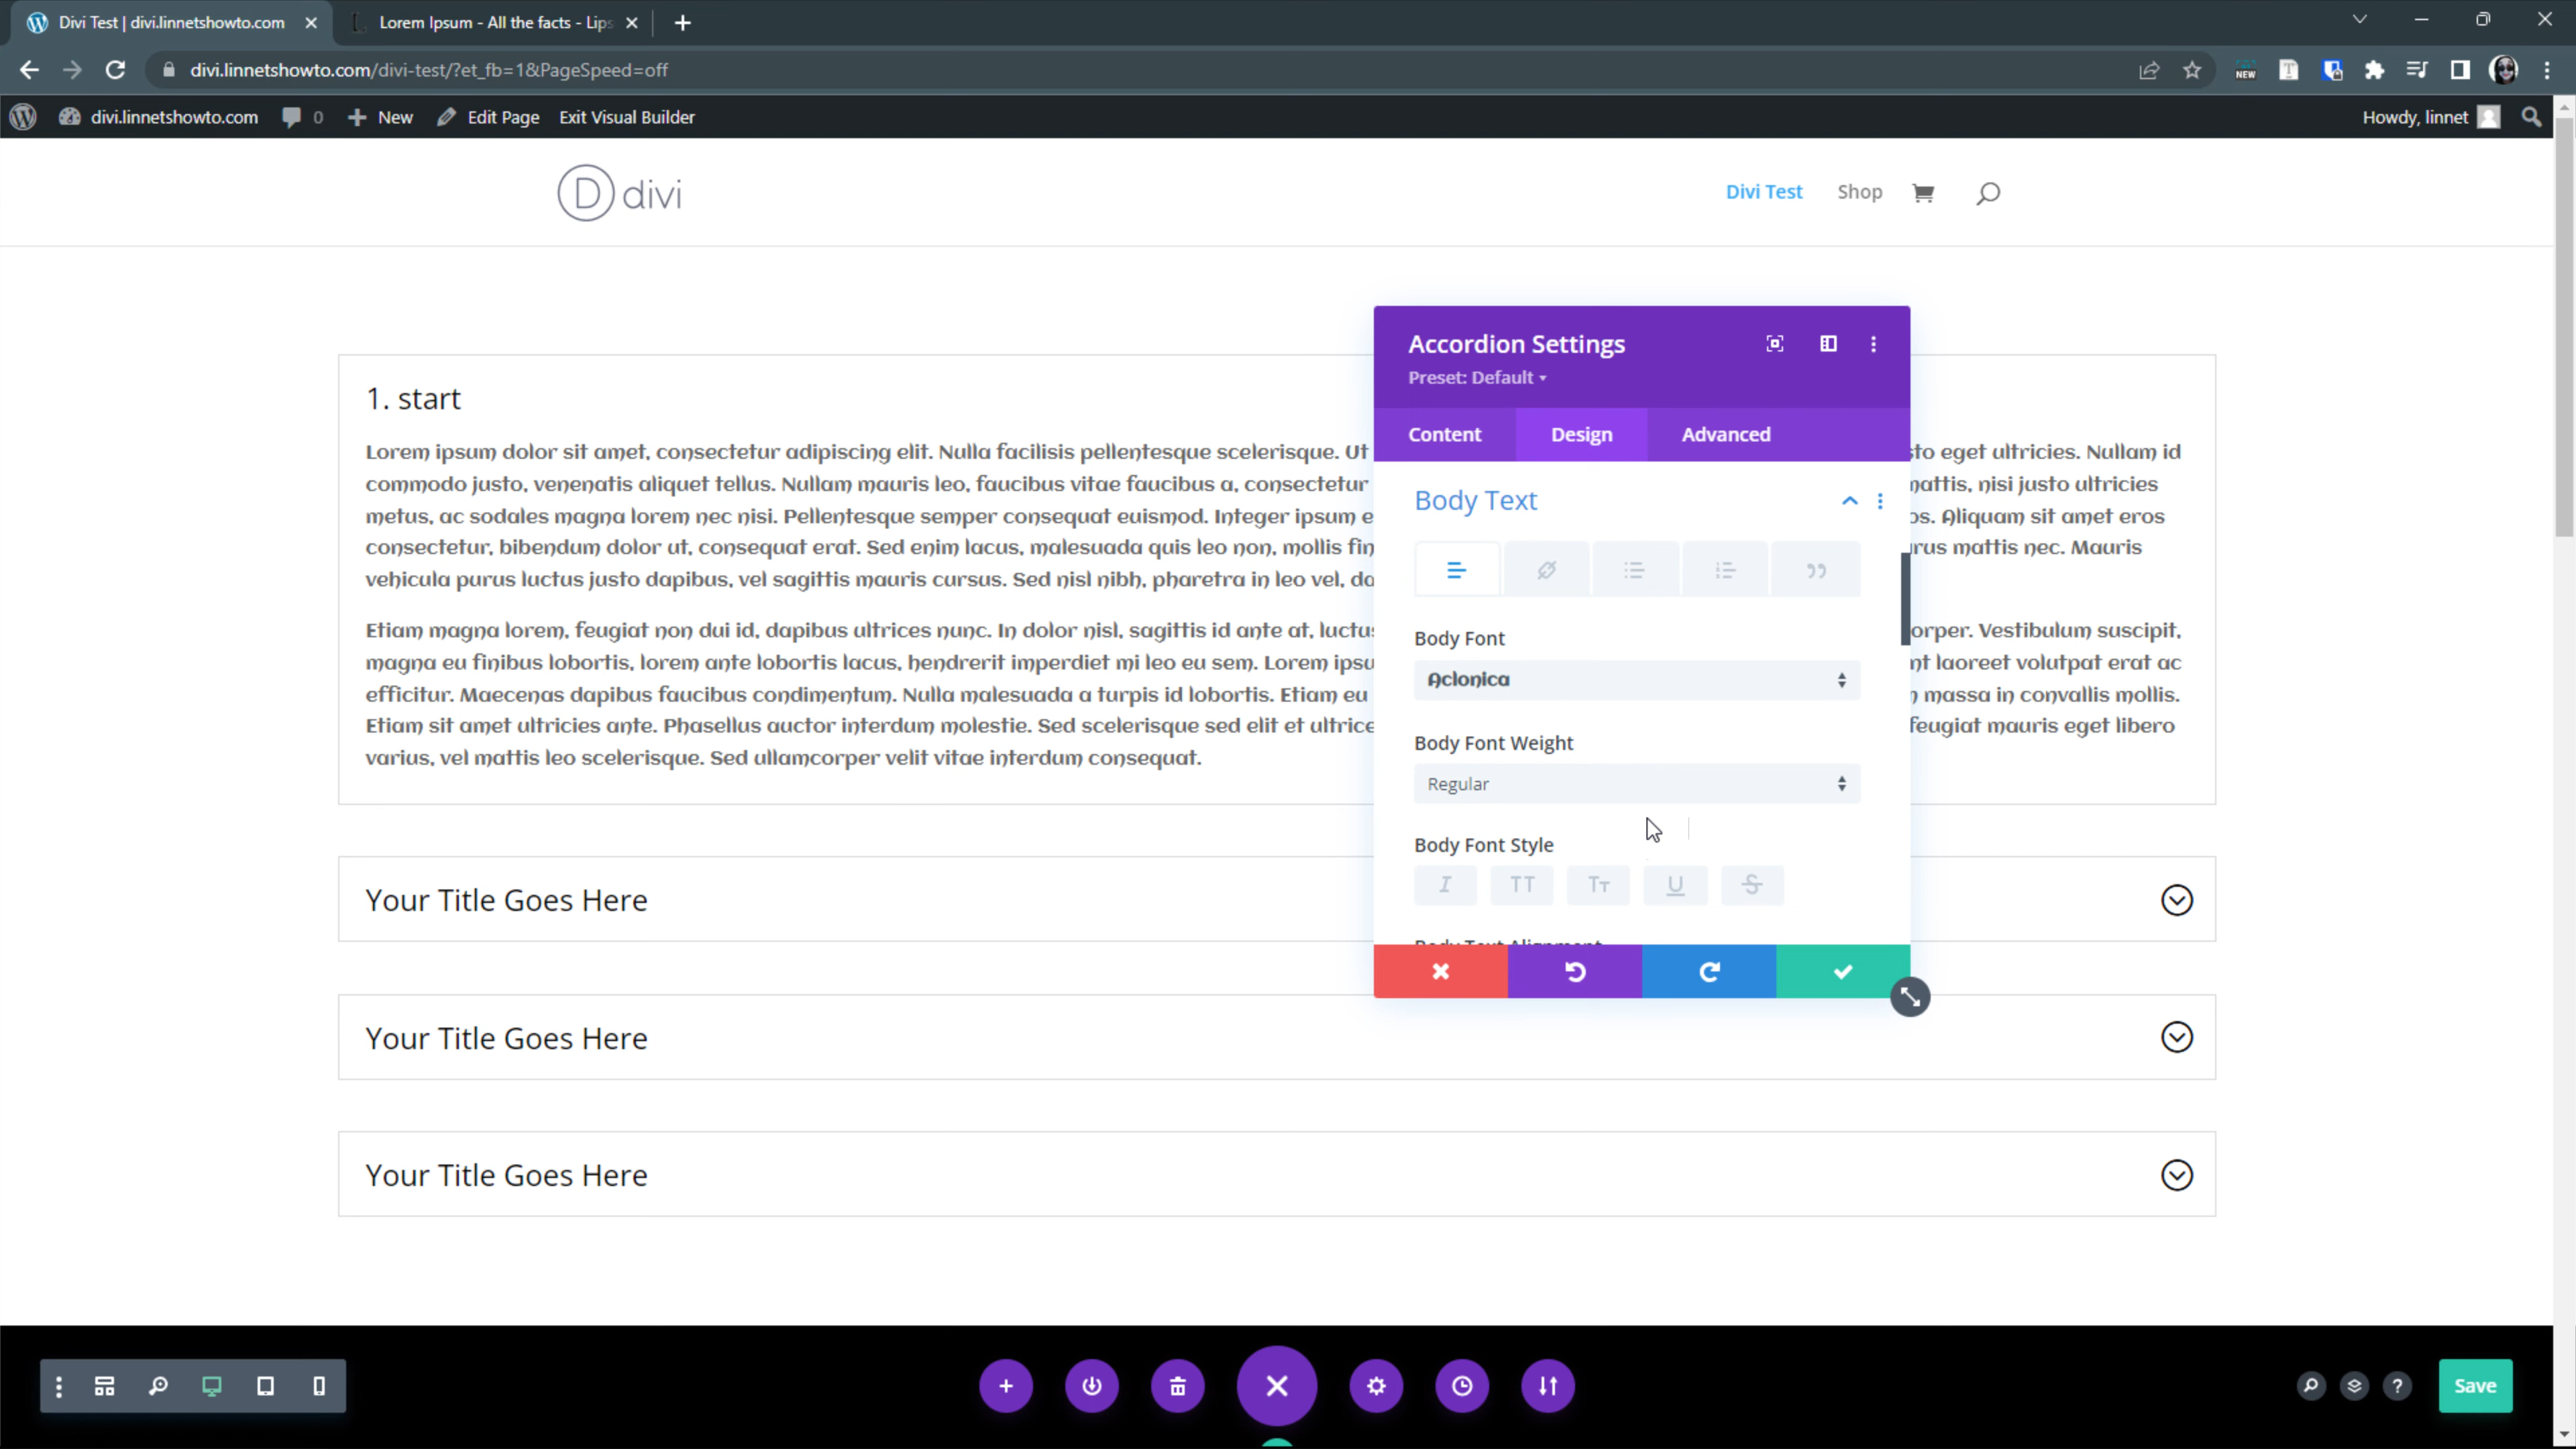 Divi Test | divi.linnetshowto.com
Lorem Ipsum - All the facts - Lips
divi.linnetshowto.com/divi-test/?et_fb=1&PageSpeed=off
NEW
divi.linnetshowto.com 0 New Edit Page Exit Visual Builder Howdy, linnet
D divi
Divi Test Shop
Accordion Settings
Preset: Default
Content Design Advanced
Body Text
Body Font
Aclonica
Body Font Weight
Regular
Body Font Style
I TT Tт U S
Body Text Alignment
1. start
Lorem ipsum dolor sit amet, consectetur adipiscing elit. Nulla facilisis pellentesque scelerisque. Ut sto eget ultricies. Nullam id
commodo justo, venenatis aliquet tellus. Nullam mauris leo, faucibus vitae faucibus a, consectetur mattis, nisi justo ultricies
metus, ac sodales magna lorem nec nisi. Pellentesque semper consequat euismod. Integer ipsum e os. Aliquam sit amet eros
consectetur, bibendum dolor ut, consequat erat. Sed enim lacus, malesuada quis leo non, mollis fin rus mattis nec. Mauris
vehicula purus luctus justo dapibus, vel sagittis mauris cursus. Sed nisl nibh, pharetra in leo vel, da
Etiam magna lorem, feugiat non dui id, dapibus ultrices nunc. In dolor nisl, sagittis id ante at, luctus orper. Vestibulum suscipit,
magna eu finibus lobortis, lorem ante lobortis lacus, hendrerit imperdiet mi leo eu sem. Lorem ipsu nt laoreet volutpat erat ac
efficitur. Maecenas dapibus faucibus condimentum. Nulla malesuada a turpis id lobortis. Etiam eu massa in convallis mollis.
Etiam sit amet ultricies ante. Phasellus auctor interdum molestie. Sed scelerisque sed elit et ultrice feugiat mauris eget libero
varius, vel mattis leo scelerisque. Sed ullamcorper velit vitae interdum consequat.
Your Title Goes Here
Your Title Goes Here
Your Title Goes Here
Save